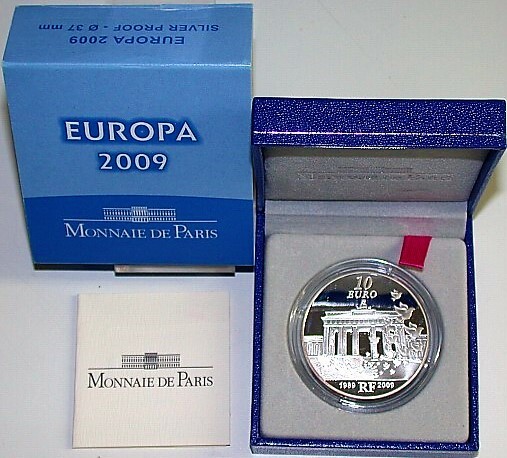 EUROPA 2009
SILVER PROOF - Ø 37 mm
EUROPA
2009
MONNAIE DE PARIS
MONNAIE DE PARIS
10
EURO
1989 RF 2009